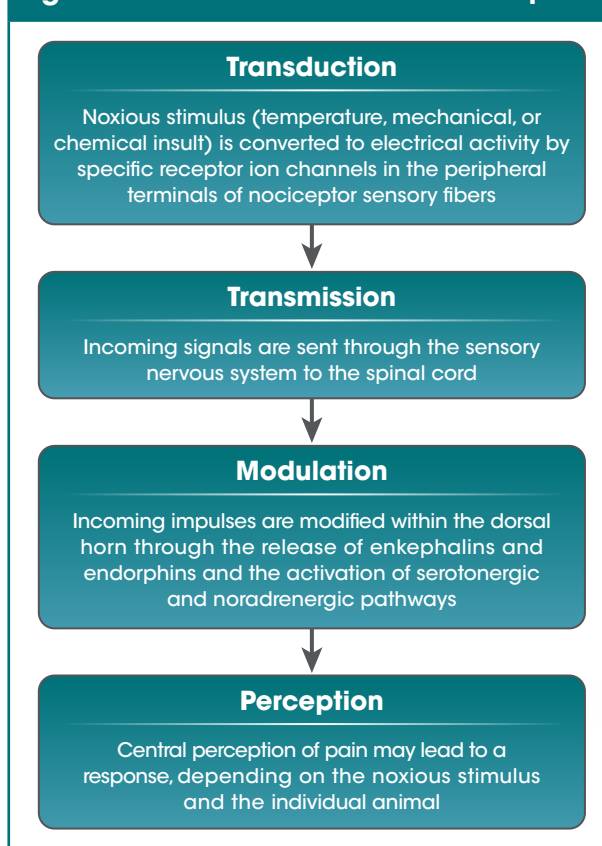 Transduction
Noxious stimulus (temperature, mechanical, or
chemical insult) is converted to electrical activity by
specific receptor ion channels in the peripheral
terminals of nociceptor sensory fibers
Transmission
Incoming signals are sent through the sensory
nervous system to the spinal cord
Modulation
Incoming impulses are modified within the dorsal
horn through the release of enkephalins and
endorphins and the activation of serotonergic
and noradrenergic pathways
Perception
Central perception of pain may lead to a
response, depending on the noxious stimulus
and the individual animal